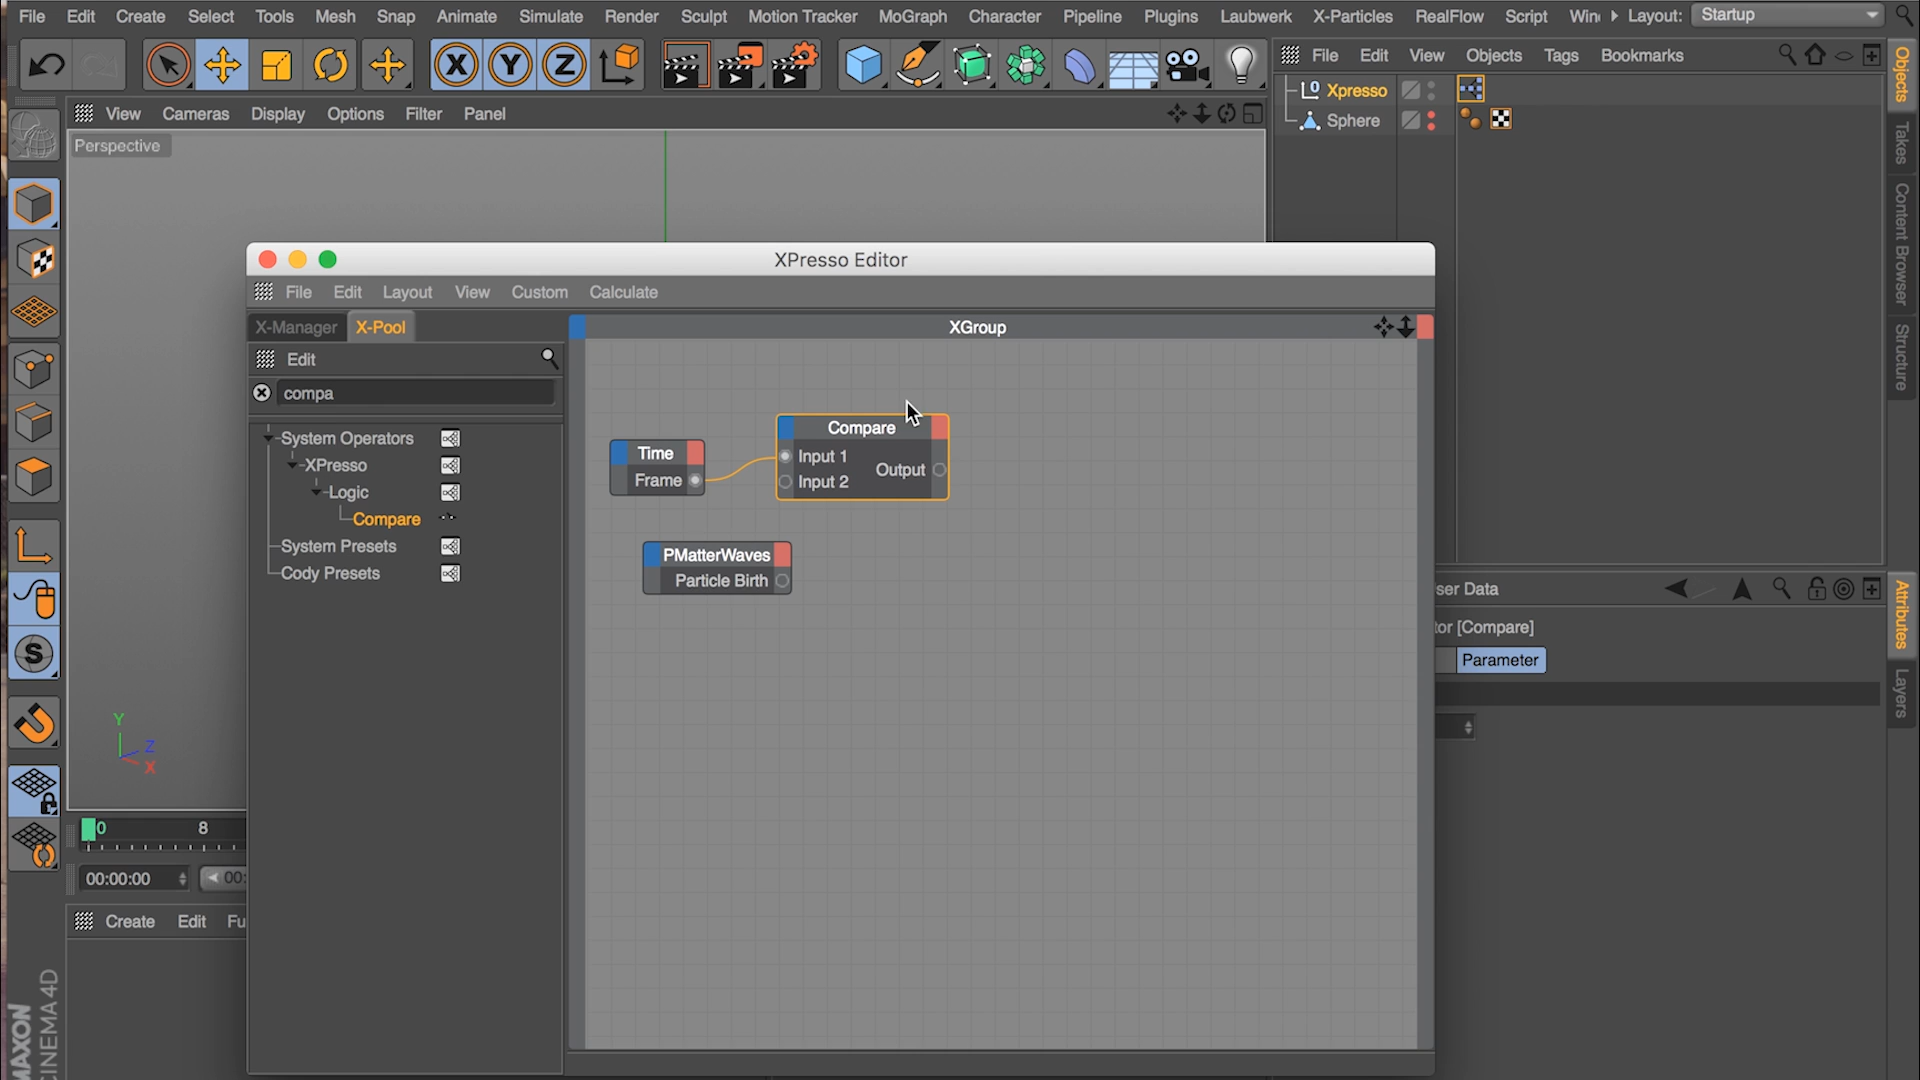 File Edit Create Select Tools Mesh Snap Animate Simulate Render Sculpt Motion Tracker MoGraph Character Pipeline Plugins Laubwerk X-Particles RealFlow Script Win Layout: Startup
X Y Z
File Edit View Objects Tags Bookmarks
Xpresso
Sphere
View Cameras Display Options Filter Panel
Perspective
XPresso Editor
File Edit Layout View Custom Calculate
X-Manager X-Pool
XGroup
Edit
compa
System Operators
XPresso
Logic
Compare
System Presets
Cody Presets
Time
Frame
Compare
Input 1
Input 2
Output
PMatterWaves
Particle Birth
ser Data
tor [Compare]
Parameter
Objects
Takes
Content Browser
Structure
Attributes
Layers
S
Y
Z
X
0 8
00:00:00 00:
Create Edit Fu
MAXON
CINEMA 4D